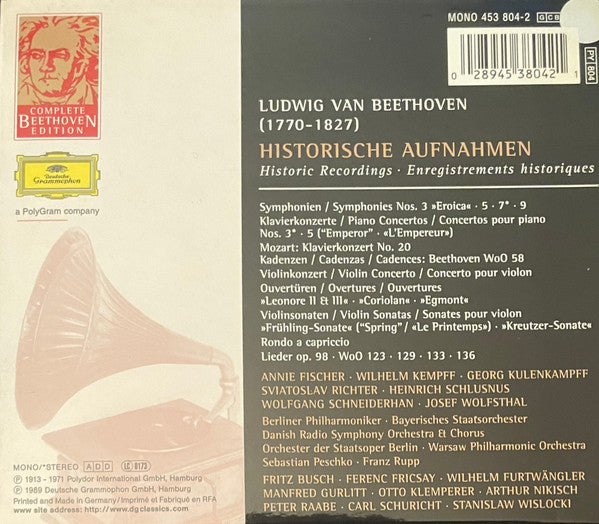 MONO 453 804-2 GCB
0 28945 38042 1
PY 804
COMPLETE
BEETHOVEN
EDITION
Deutsche
Grammophon
a PolyGram company
LUDWIG VAN BEETHOVEN
(1770-1827)
HISTORISCHE AUFNAHMEN
Historic Recordings · Enregistrements historiques
Symphonien / Symphonies Nos. 3 »Eroica« · 5 · 7* · 9
Klavierkonzerte / Piano Concertos / Concertos pour piano
Nos. 3* · 5 ("Emperor" · «L'Empereur»)
Mozart: Klavierkonzert No. 20
Kadenzen / Cadenzas / Cadences: Beethoven WoO 58
Violinkonzert / Violin Concerto / Concerto pour violon
Ouvertüren / Overtures / Ouvertures
»Leonore II & III« · »Coriolan« · »Egmont«
Violinsonaten / Violin Sonatas / Sonates pour violon
»Frühling-Sonate« ("Spring" / «Le Printemps») · »Kreutzer-Sonate«
Rondo a capriccio
Lieder op. 98 · WoO 123 · 129 · 133 · 136
ANNIE FISCHER · WILHELM KEMPFF · GEORG KULENKAMPFF
SVIATOSLAV RICHTER · HEINRICH SCHLUSNUS
WOLFGANG SCHNEIDERHAN · JOSEF WOLFSTHAL
Berliner Philharmoniker · Bayerisches Staatsorchester
Danish Radio Symphony Orchestra & Chorus
Orchester der Staatsoper Berlin · Warsaw Philharmonic Orchestra
Sebastian Peschko · Franz Rupp
FRITZ BUSCH · FERENC FRICSAY · WILHELM FURTWÄNGLER
MANFRED GURLITT · OTTO KLEMPERER · ARTHUR NIKISCH
PETER RAABE · CARL SCHURICHT · STANISLAW WISLOCKI
MONO/*STEREO ADD LC 0173
Ⓟ 1913 - 1971 Polydor International GmbH, Hamburg
Ⓟ 1959 Deutsche Grammophon GmbH, Hamburg
Printed and Made in Germany/Imprimé et Fabriqué en RFA
www site address: http://www.dgclassics.com